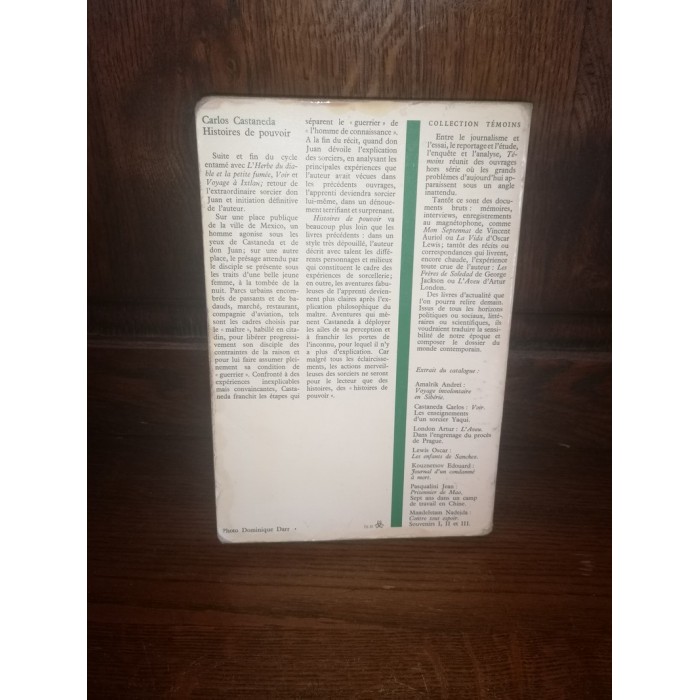 Carlos Castaneda
Histoires de pouvoir
Suite et fin du cycle
entamé avec L'Herbe du dia-
ble et la petite fumée, Voir et
Voyage à Ixtlan; retour de
l'extraordinaire sorcier don
Juan et initiation définitive
de l'auteur.
Sur une place publique
de la ville de Mexico, un
homme agonise sous les
yeux de Castaneda et de
don Juan; sur une autre
place, le présage attendu par
le disciple se présente sous
les traits d'une belle jeune
femme, à la tombée de la
nuit. Parcs urbains encom-
brés de passants et de ba-
dauds, marché, restaurant,
compagnie d'aviation, tels
sont les cadres choisis par
le « maître », habillé en cita-
din, pour libérer progressi-
vement son disciple des
contraintes de la raison et
pour lui faire assumer plei-
nement sa condition de
« guerrier ». Confronté à des
expériences inexplicables
mais convaincantes, Casta-
neda franchit les étapes qui
séparent le « guerrier » de
« l'homme de connaissance ».
A la fin du récit, quand don
Juan dévoile l'explication
des sorciers, en analysant les
principales expériences que
l'auteur avait vécues dans
les précédents ouvrages,
l'apprenti deviendra sorcier
lui-même, dans un dénoue-
ment terrifiant et surprenant.
Histoires de pouvoir va
beaucoup plus loin que les
livres précédents : dans un
style très dépouillé, l'auteur
décrit avec talent les diffé-
rents personnages et milieux
qui constituent le cadre des
expériences de sorcellerie;
en outre, les aventures fabu-
leuses de l'apprenti devien-
nent plus claires après l'ex-
plication philosophique du
maître. Aventures qui mè-
nent Castaneda à déployer
les ailes de sa perception et
à franchir les portes de
l'inconnu, pour lequel il n'y
a plus d'explication. Car
malgré tous les éclaircisse-
ments, les actions merveil-
leuses des sorciers ne seront
pour le lecteur que des
histoires, des « histoires de
pouvoir ».
Photo Dominique Darr
COLLECTION TÉMOINS
Entre le journalisme et
l'essai, le reportage et l'étude,
l'enquête et l'analyse, Té-
moins réunit des ouvrages
hors série où les grands
problèmes d'aujourd'hui ap-
paraissent sous un angle
inattendu.
Tantôt ce sont des docu-
ments bruts : mémoires,
interviews, enregistrements
au magnétophone, comme
Mon Septennat de Vincent
Auriol ou La Vida d'Oscar
Lewis; tantôt des récits ou
correspondances qui livrent,
encore chaude, l'expérience
toute crue de l'auteur : Les
Frères de Soledad de George
Jackson ou L'Aveu d'Artur
London.
Des livres d'actualité que
l'on pourra relire demain.
Issus de tous les horizons
politiques ou sociaux, litté-
raires ou scientifiques, ils
voudraient traduire la sensi-
bilité de notre époque et
composer le dossier du
monde contemporain.
Extrait du catalogue :
Amalrik Andreï :
Voyage involontaire
en Sibérie.
Castaneda Carlos : Voir.
Les enseignements
d'un sorcier Yaqui.
London Artur : L'Aveu.
Dans l'engrenage du procès
de Prague.
Lewis Oscar :
Les enfants de Sanchez.
Kouznetsov Edouard :
Journal d'un condamné
à mort.
Pasqualini Jean :
Prisonnier de Mao.
Sept ans dans un camp
de travail en Chine.
Mandelstam Nadejda :
Contre tout espoir.
Souvenirs I, II et III.